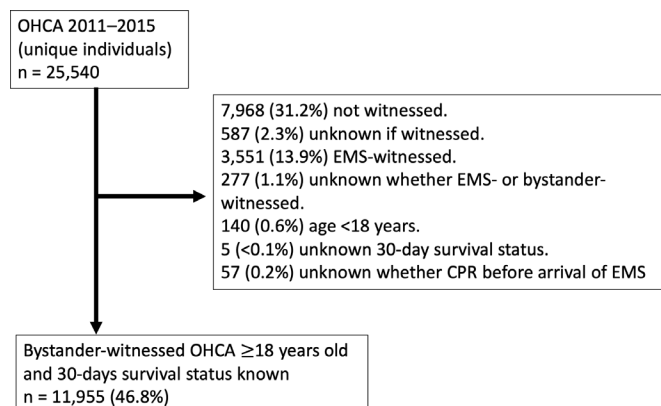 OHCA 2011–2015
(unique individuals)
n = 25,540
7,968 (31.2%) not witnessed.
587 (2.3%) unknown if witnessed.
3,551 (13.9%) EMS-witnessed.
277 (1.1%) unknown whether EMS- or bystander-
witnessed.
140 (0.6%) age <18 years.
5 (<0.1%) unknown 30-day survival status.
57 (0.2%) unknown whether CPR before arrival of EMS
Bystander-witnessed OHCA ≥18 years old
and 30-days survival status known
n = 11,955 (46.8%)